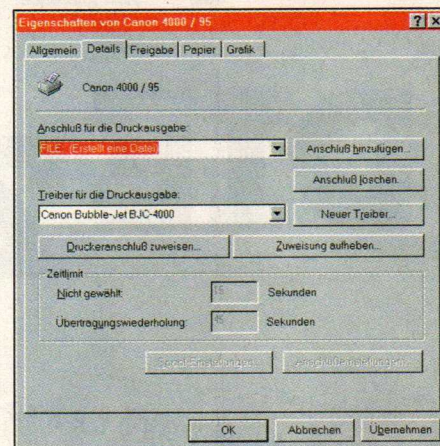 Eigenschaften von Canon 4000 / 95
Allgemein Details Freigabe Papier Grafik
Canon 4000 / 95
Anschluß für die Druckausgabe:
FILE: (Erstellt eine Datei)
Anschluß hinzufügen...
Anschluß löschen...
Treiber für die Druckausgabe:
Canon Bubble-Jet BJC-4000
Neuer Treiber...
Druckeranschluß zuweisen...
Zuweisung aufheben...
Zeitlimit
Nicht gewählt: 15 Sekunden
Übertragungswiederholung: 45 Sekunden
Anschlußeinstellungen...
OK Abbrechen Übernehmen